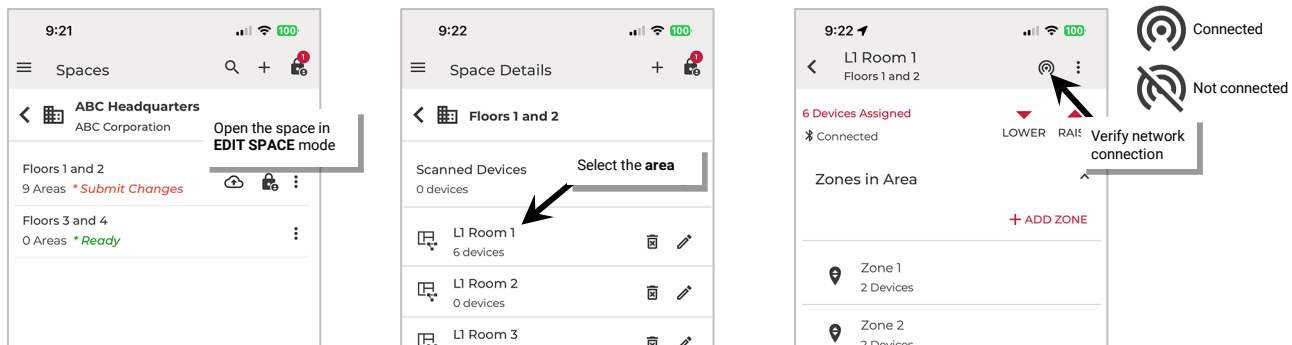 9:21
100
Spaces
1
ABC Headquarters
ABC Corporation
Open the space in
EDIT SPACE mode
Floors 1 and 2
9 Areas * Submit Changes
Floors 3 and 4
0 Areas * Ready
9:22
100
Space Details
1
Floors 1 and 2
Scanned Devices
0 devices
Select the area
L1 Room 1
6 devices
L1 Room 2
0 devices
L1 Room 3
9:22
100
L1 Room 1
Floors 1 and 2
6 Devices Assigned
Connected
LOWER
Verify network
connection
Zones in Area
ADD ZONE
Zone 1
2 Devices
Zone 2
2 Devices
Connected
Not connected